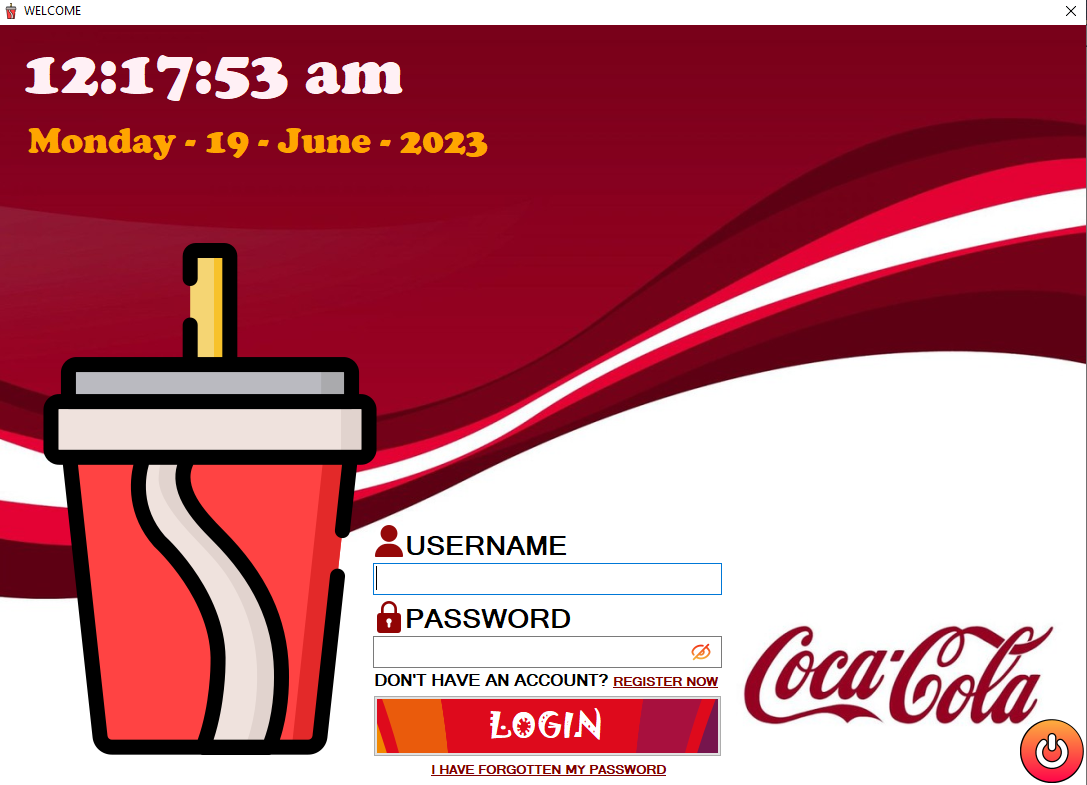 WELCOME
12:17:53 am
Monday - 19 - June - 2023
USERNAME
PASSWORD
DON'T HAVE AN ACCOUNT? REGISTER NOW
LOGIN
I HAVE FORGOTTEN MY PASSWORD
Coca-Cola